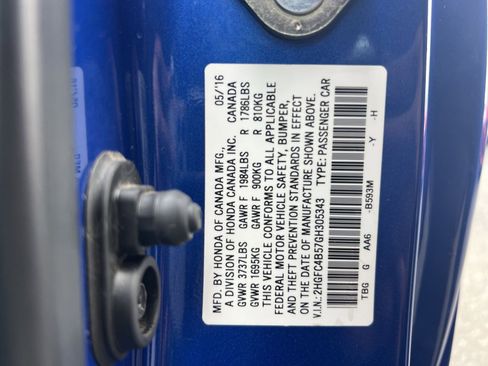 MFD. BY HONDA OF CANADA MFG., 05/'16
A DIVISION OF HONDA CANADA INC. CANADA
GVWR 3737LBS GAWR F 1984LBS R 1786LBS
GVWR 1695KG GAWR F 900KG R 810KG
THIS VEHICLE CONFORMS TO ALL APPLICABLE
FEDERAL MOTOR VEHICLE SAFETY, BUMPER,
AND THEFT PREVENTION STANDARDS IN EFFECT
ON THE DATE OF MANUFACTURE SHOWN ABOVE.
V.I.N.: 2HGFC4B57GH305343 TYPE: PASSENGER CAR
TBG G AA6 -B593M -Y -H